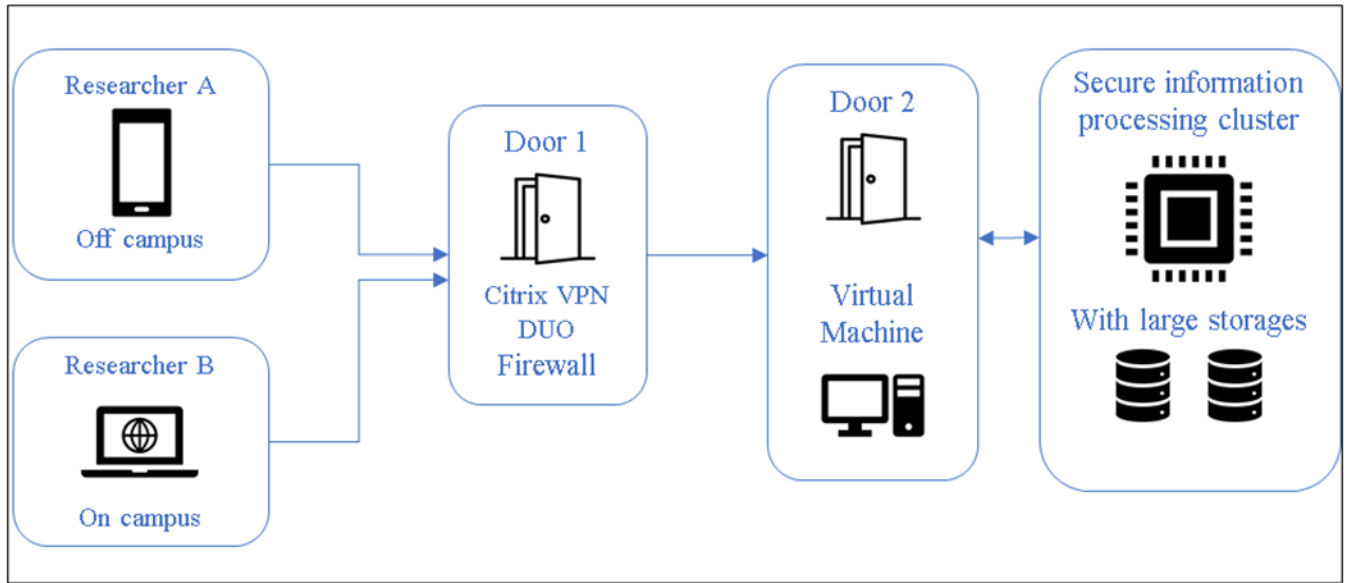 Researcher A
Off campus
Researcher B
On campus
Door 1
Citrix VPN
DUO
Firewall
Door 2
Virtual
Machine
Secure information
processing cluster
With large storages